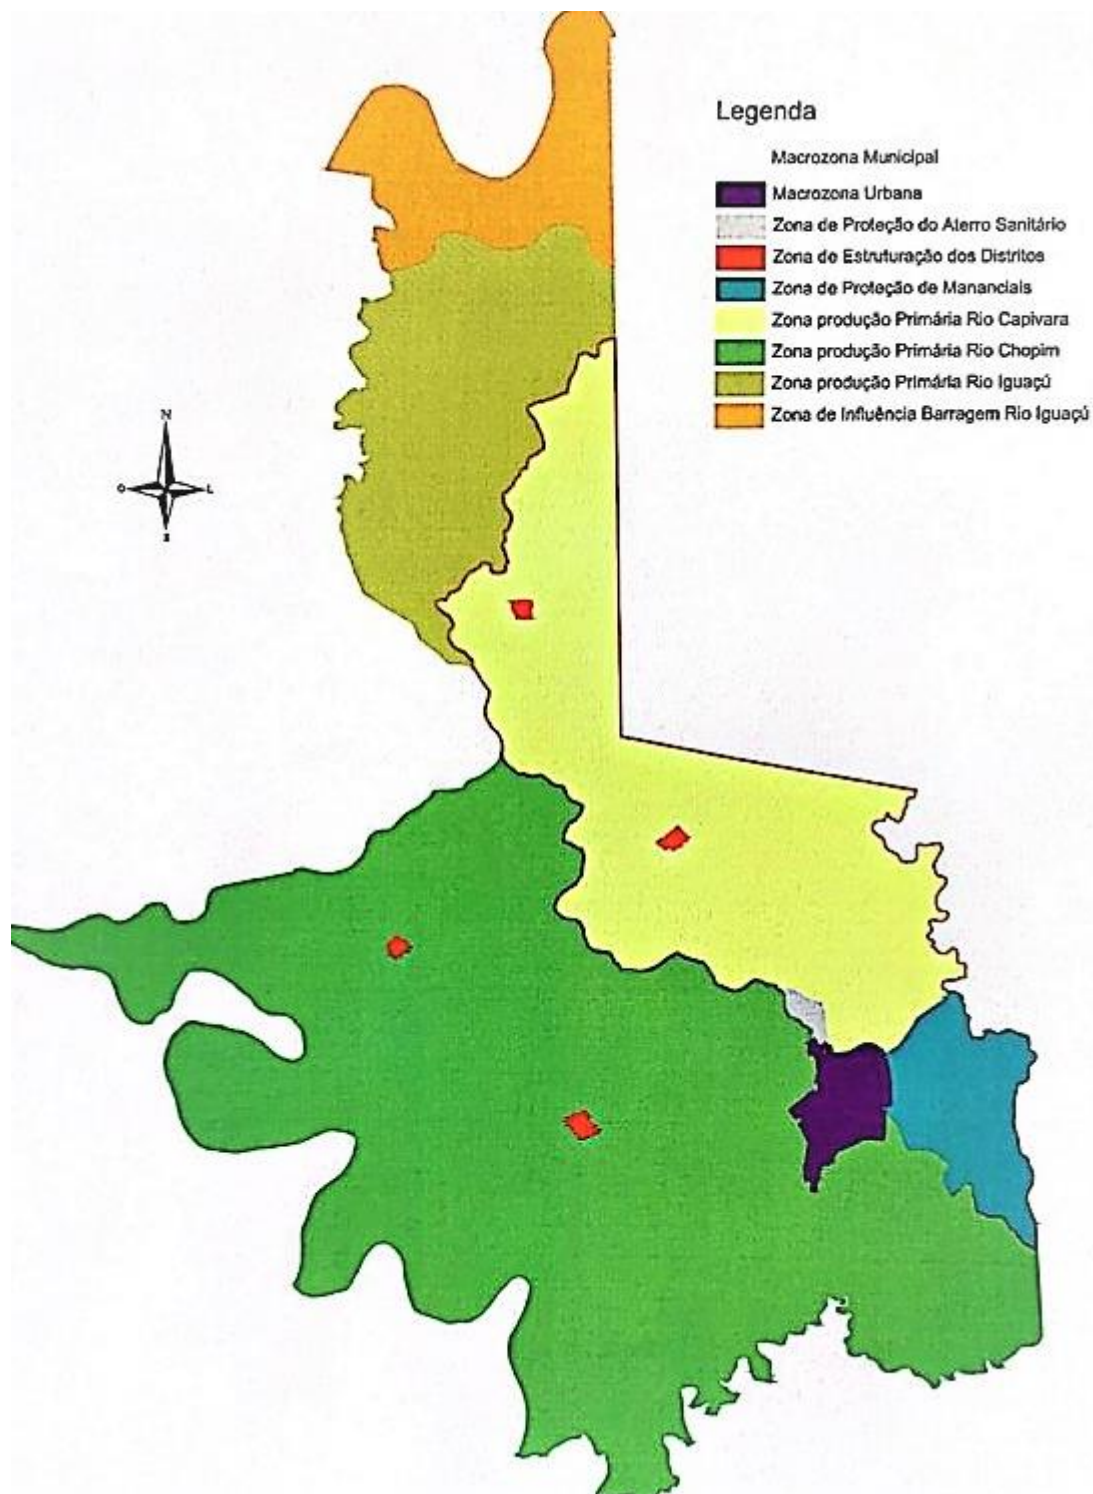 Legenda
Macrozona Municipal
Macrozona Urbana
Zona de Proteção do Aterro Sanitário
Zona de Estruturação dos Distritos
Zona de Proteção de Mananciais
Zona produção Primária Rio Capivara
Zona produção Primária Rio Chopim
Zona produção Primária Rio Iguaçú
Zona de Influência Barragem Rio Iguaçú
N
O L
S